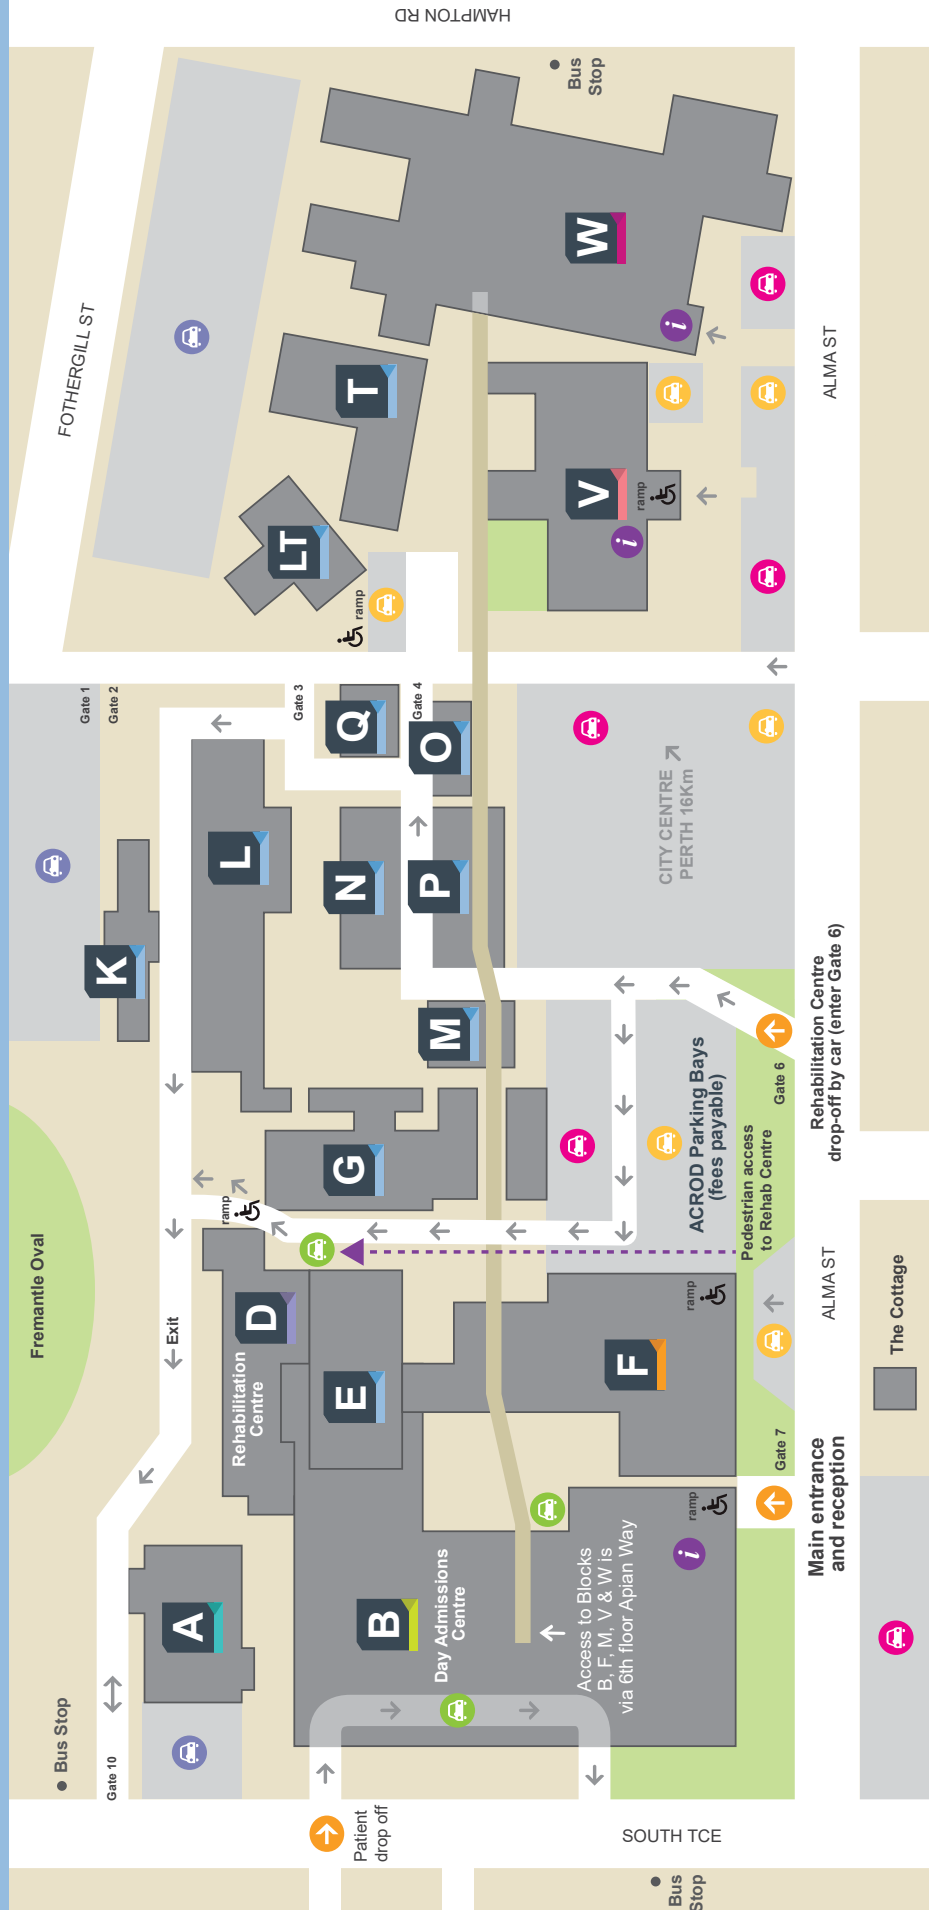 HAMPTON RD
FOTHERGILL ST
Bus
Stop
W
T
LT
V
ramp
i
i
ramp
ALMA ST
Gate 1
Gate 2
Gate 3
Gate 4
Q
O
L
N
P
K
M
G
CITY CENTRE
PERTH 16Km
Rehabilitation Centre
drop-off by car (enter Gate 6)
Gate 6
ACROD Parking Bays
(fees payable)
Pedestrian access
to Rehab Centre
ramp
Fremantle Oval
Exit
D
Rehabilitation
Centre
E
F
ramp
ALMA ST
The Cottage
Gate 7
Main entrance
and reception
ramp
i
A
B
Day Admissions
Centre
Access to Blocks
B, F, M, V & W is
via 6th floor Apian Way
Bus Stop
Gate 10
Patient
drop off
SOUTH TCE
Bus
Stop